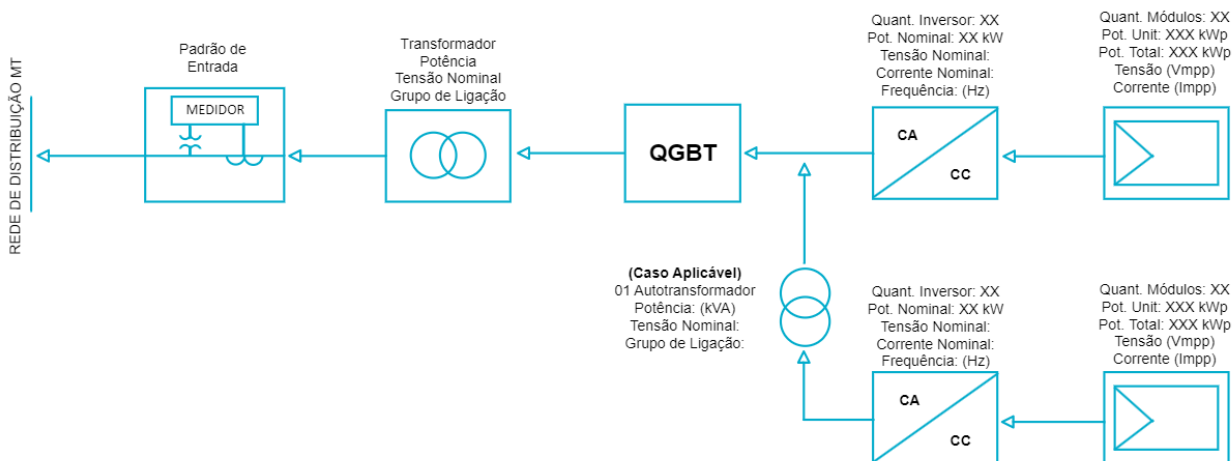 REDE DE DISTRIBUIÇÃO MT
Padrão de
Entrada
MEDIDOR
Transformador
Potência
Tensão Nominal
Grupo de Ligação
QGBT
Quant. Inversor: XX
Pot. Nominal: XX kW
Tensão Nominal:
Corrente Nominal:
Frequência: (Hz)
CA
CC
Quant. Módulos: XX
Pot. Unit: XXX kWp
Pot. Total: XXX kWp
Tensão (Vmpp)
Corrente (Impp)
(Caso Aplicável)
01 Autotransformador
Potência: (kVA)
Tensão Nominal:
Grupo de Ligação:
Quant. Inversor: XX
Pot. Nominal: XX kW
Tensão Nominal:
Corrente Nominal:
Frequência: (Hz)
CA
CC
Quant. Módulos: XX
Pot. Unit: XXX kWp
Pot. Total: XXX kWp
Tensão (Vmpp)
Corrente (Impp)